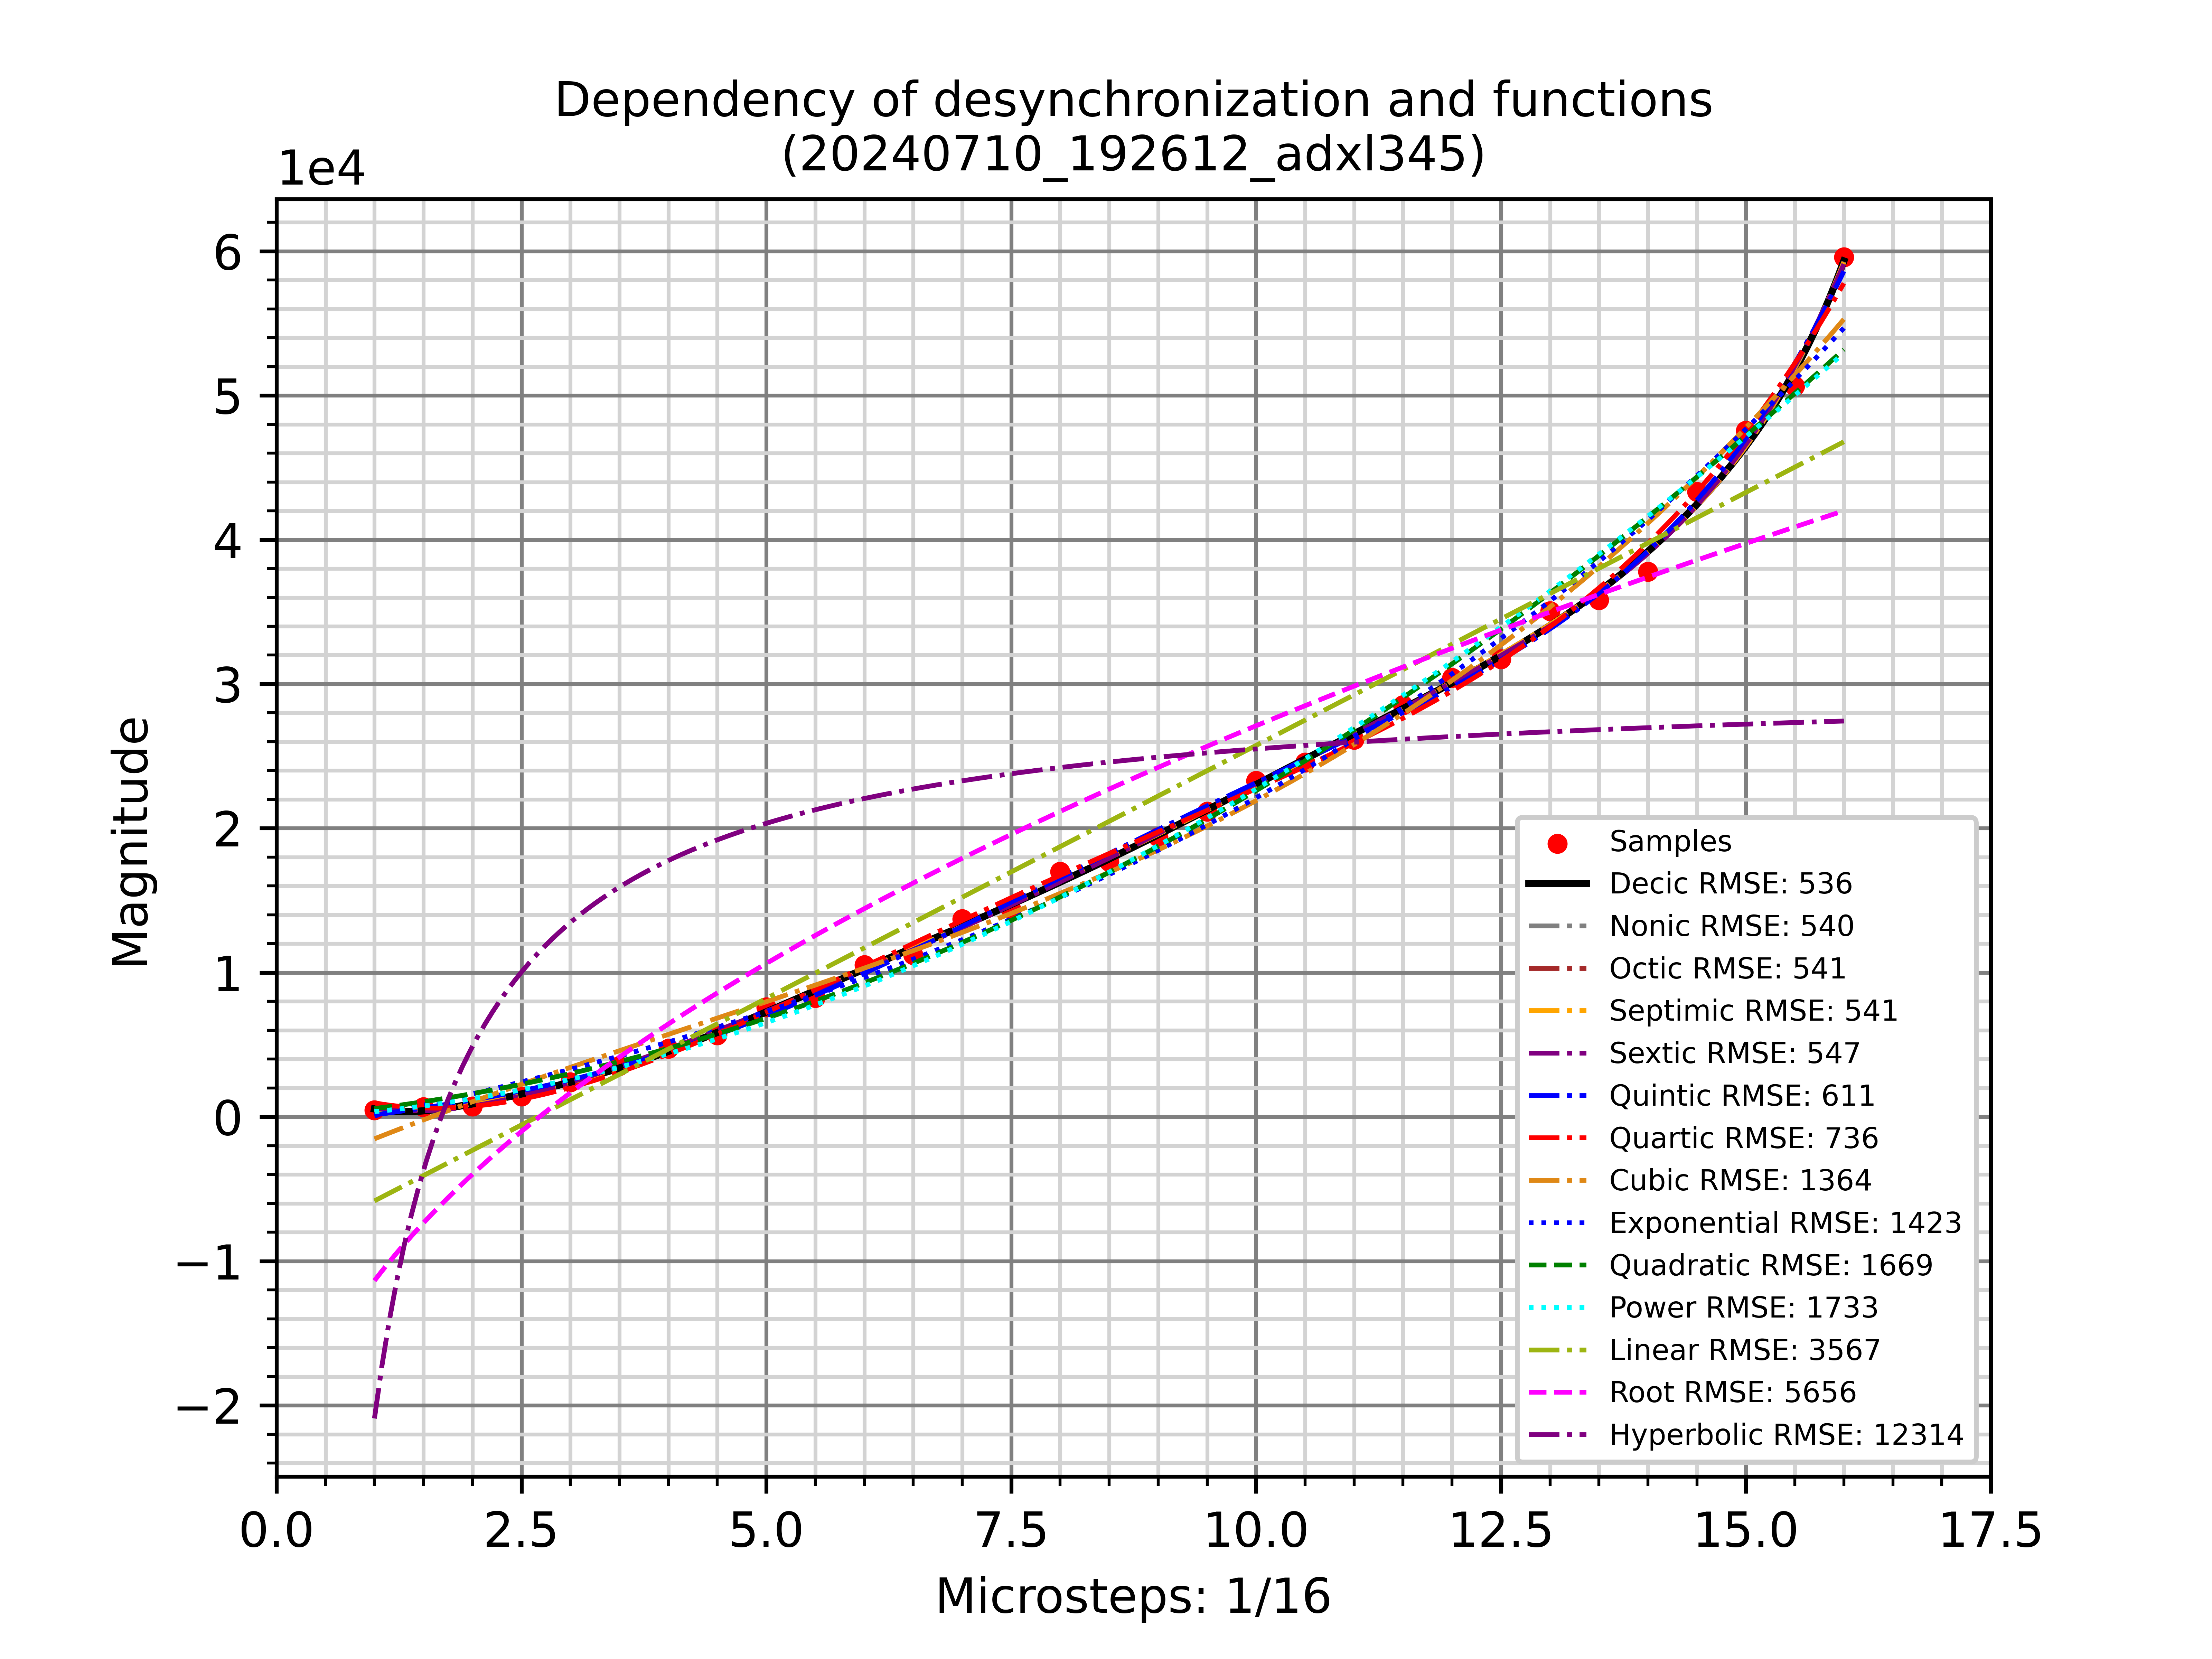 Dependency of desynchronization and functions
(20240710_192612_adxl345)
1e4
6
5
4
3
2
1
0
−1
−2
Magnitude
0.0 2.5 5.0 7.5 10.0 12.5 15.0 17.5
Microsteps: 1/16
Samples
Decic RMSE: 536
Nonic RMSE: 540
Octic RMSE: 541
Septimic RMSE: 541
Sextic RMSE: 547
Quintic RMSE: 611
Quartic RMSE: 736
Cubic RMSE: 1364
Exponential RMSE: 1423
Quadratic RMSE: 1669
Power RMSE: 1733
Linear RMSE: 3567
Root RMSE: 5656
Hyperbolic RMSE: 12314